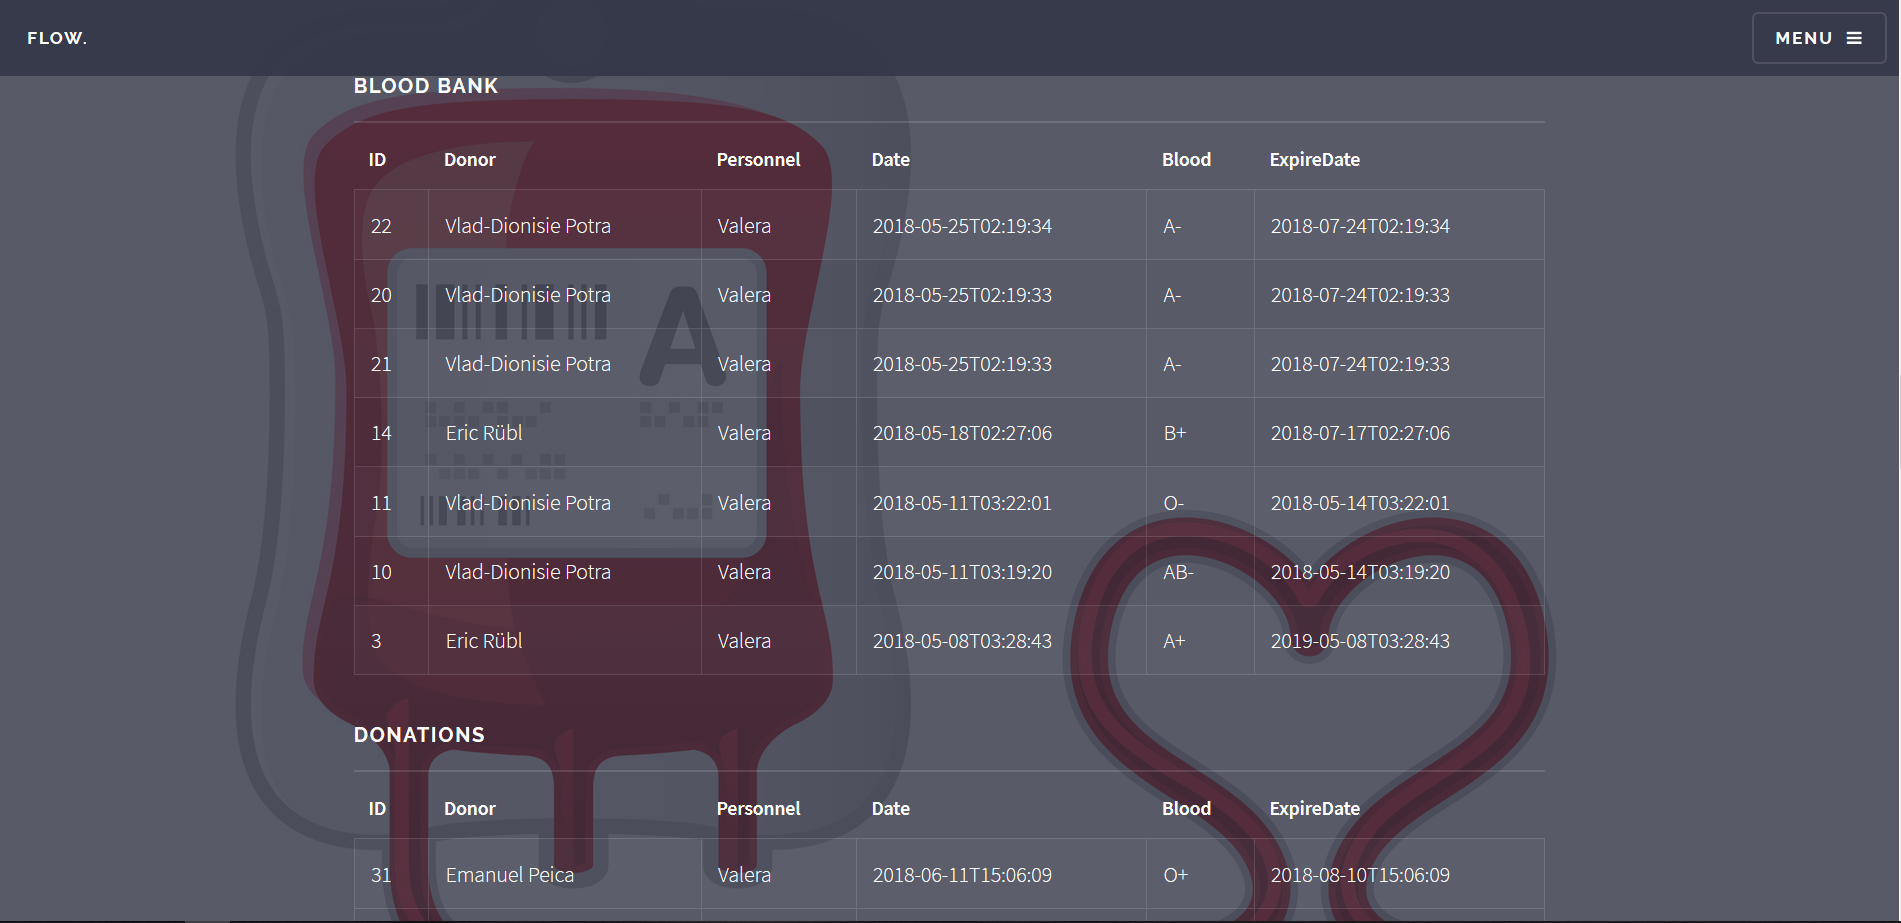 FLOW.
MENU
BLOOD BANK
ID Donor Personnel Date Blood ExpireDate
22 Vlad-Dionisie Potra Valera 2018-05-25T02:19:34 A- 2018-07-24T02:19:34
20 Vlad-Dionisie Potra Valera 2018-05-25T02:19:33 A- 2018-07-24T02:19:33
A
21 Vlad-Dionisie Potra Valera 2018-05-25T02:19:33 A- 2018-07-24T02:19:33
14 Eric Rübl Valera 2018-05-18T02:27:06 B+ 2018-07-17T02:27:06
11 Vlad-Dionisie Potra Valera 2018-05-11T03:22:01 O- 2018-05-14T03:22:01
10 Vlad-Dionisie Potra Valera 2018-05-11T03:19:20 AB- 2018-05-14T03:19:20
3 Eric Rübl Valera 2018-05-08T03:28:43 A+ 2019-05-08T03:28:43
DONATIONS
ID Donor Personnel Date Blood ExpireDate
31 Emanuel Peica Valera 2018-06-11T15:06:09 O+ 2018-08-10T15:06:09